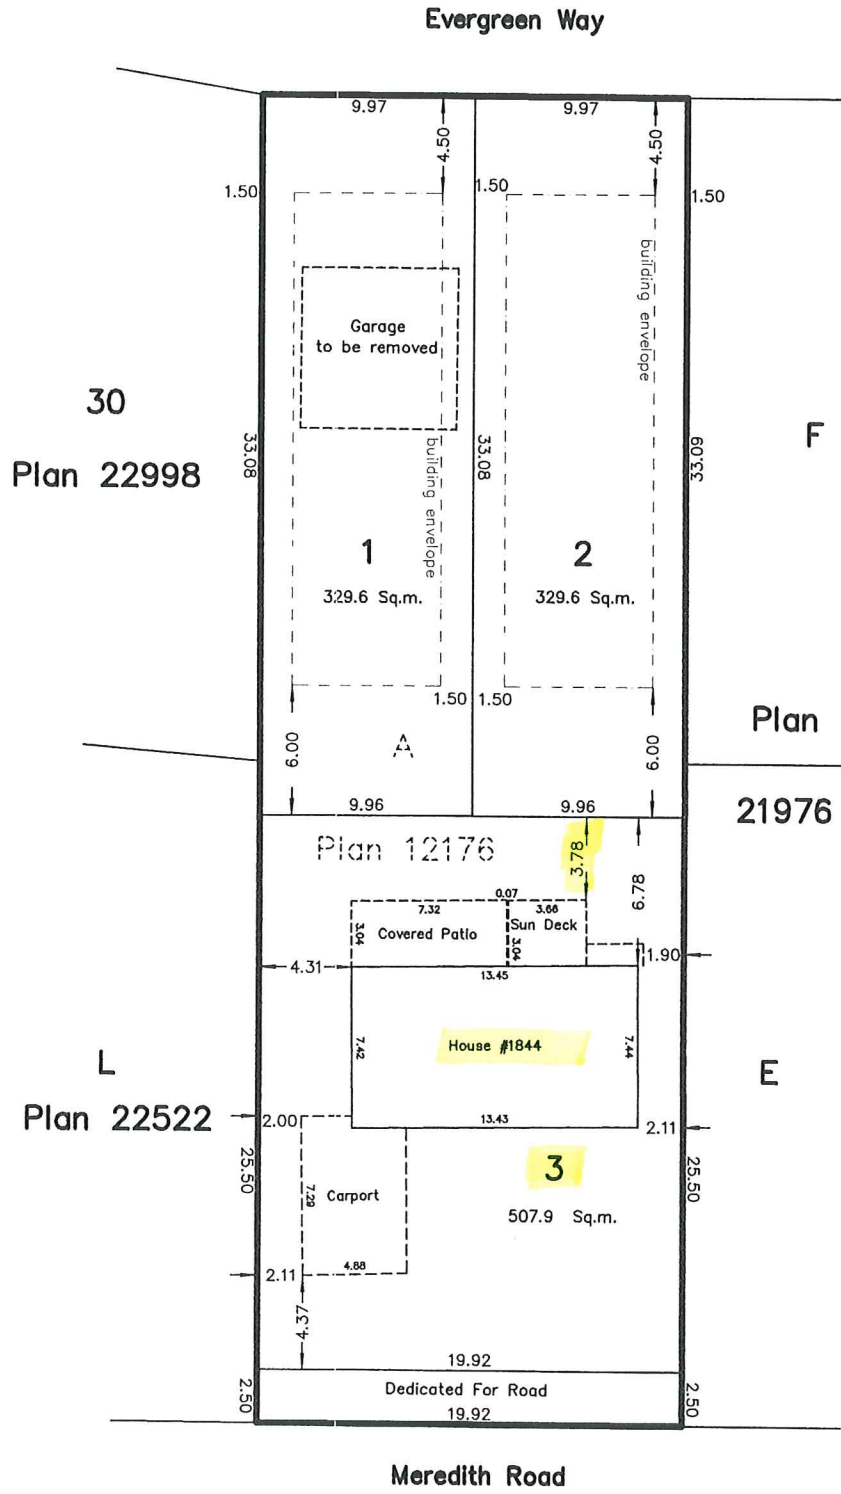 Evergreen Way
9.97
9.97
4.50
4.50
1.50
1.50
1.50
building envelope
Garage
to be removed
30
Plan 22998
33.08
33.08
33.09
F
building envelope
1
2
329.6 Sq.m.
329.6 Sq.m.
1.50
1.50
6.00
6.00
A
Plan
9.96
9.96
21976
Plan 12176
3.78
6.78
7.32
0.07
3.66
3.04
Covered Patio
Sun Deck
3.04
1.90
4.31
13.45
7.42
House #1844
7.44
L
E
Plan 22522
2.00
13.43
2.11
25.50
25.50
3
7.29
Carport
507.9 Sq.m.
2.11
4.88
4.37
19.92
2.50
Dedicated For Road
2.50
19.92
Meredith Road